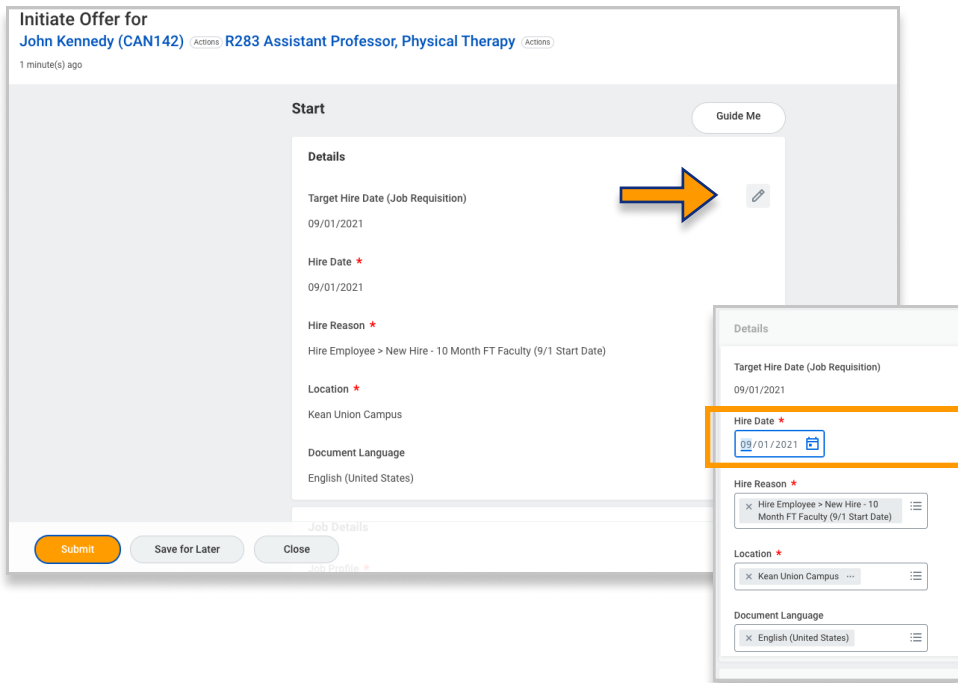 Initiate Offer for
John Kennedy (CAN142) Actions R283 Assistant Professor, Physical Therapy Actions
1 minute(s) ago
Start
Guide Me
Details
Target Hire Date (Job Requisition)
09/01/2021
Hire Date *
09/01/2021
Hire Reason *
Hire Employee > New Hire - 10 Month FT Faculty (9/1 Start Date)
Location *
Kean Union Campus
Document Language
English (United States)
Job Details
Job Profile *
Submit
Save for Later
Close
Details
Target Hire Date (Job Requisition)
09/01/2021
Hire Date *
09/01/2021
Hire Reason *
× Hire Employee > New Hire - 10
Month FT Faculty (9/1 Start Date)
Location *
× Kean Union Campus ...
Document Language
× English (United States)